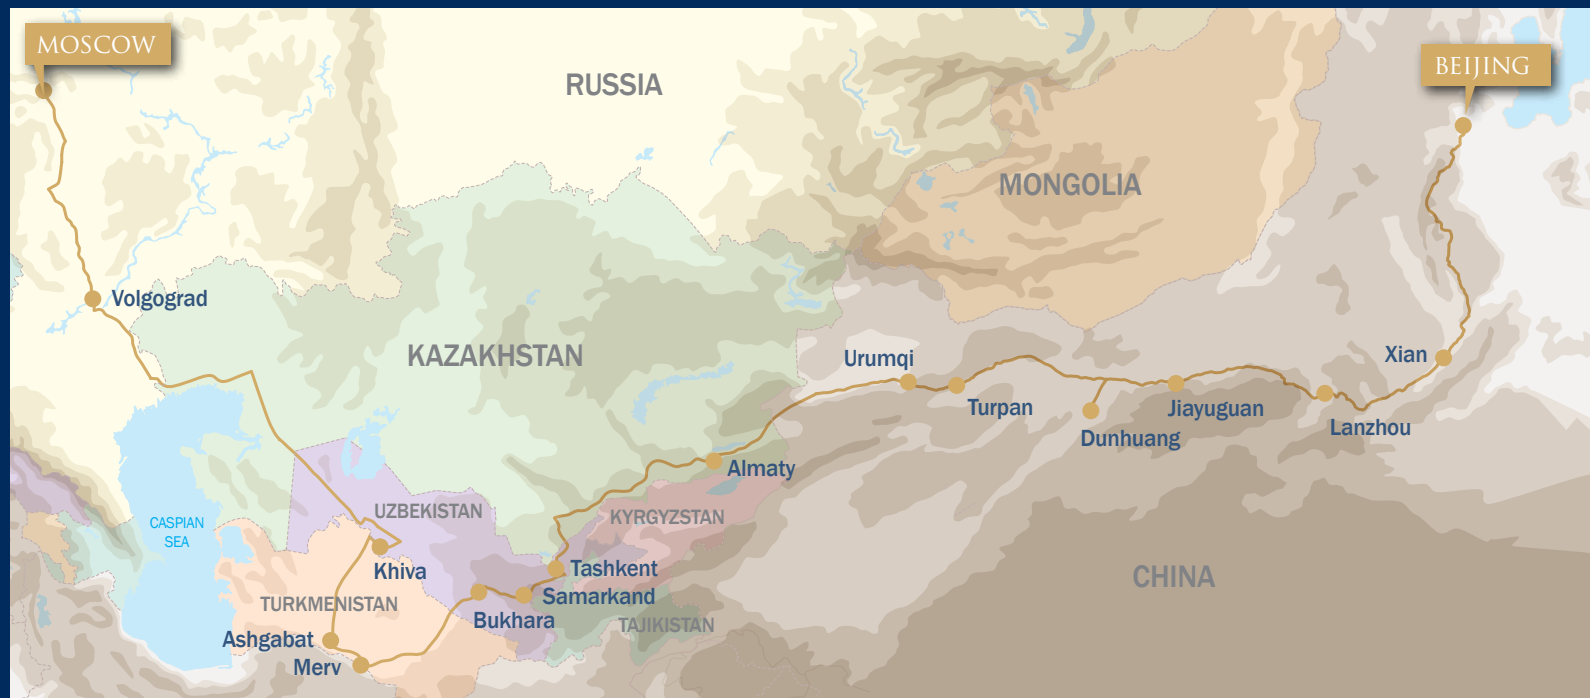 MOSCOW
BEIJING
RUSSIA
MONGOLIA
Volgograd
KAZAKHSTAN
Urumqi
Xian
Turpan
Jiayuguan
Dunhuang
Lanzhou
Almaty
UZBEKISTAN
KYRGYZSTAN
CASPIAN
SEA
Khiva
Tashkent
CHINA
Samarkand
TURKMENISTAN
Bukhara
TAJIKISTAN
Ashgabat
Merv